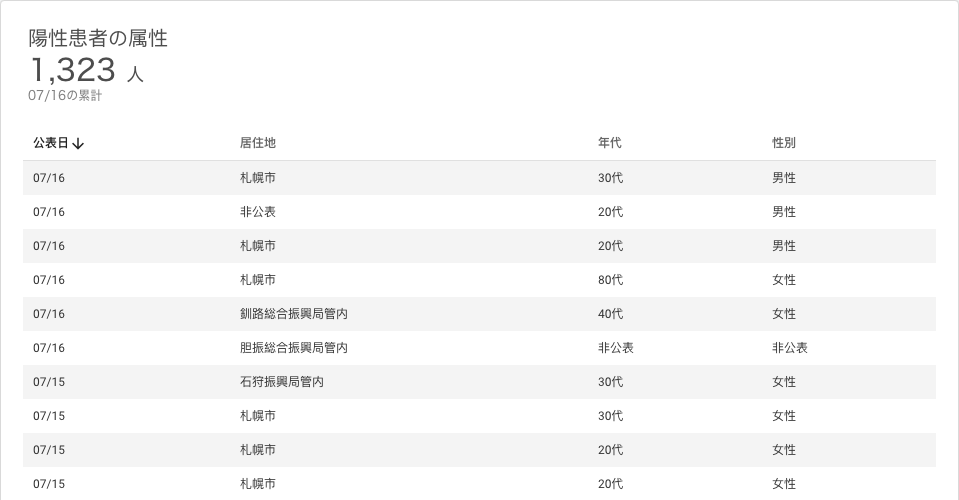 陽性患者の属性
1,323 人
07/16の累計
公表日↓ 居住地 年代 性別
07/16 札幌市 30代 男性
07/16 非公表 20代 男性
07/16 札幌市 20代 男性
07/16 札幌市 80代 女性
07/16 釧路総合振興局管内 40代 女性
07/16 胆振総合振興局管内 非公表 非公表
07/15 石狩振興局管内 30代 女性
07/15 札幌市 30代 女性
07/15 札幌市 20代 女性
07/15 札幌市 20代 女性